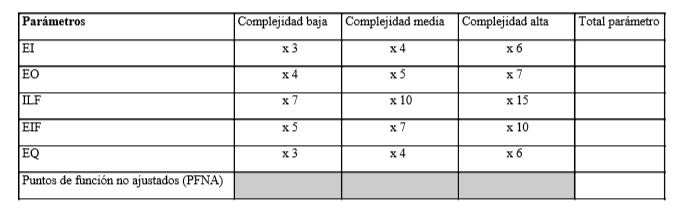 Parámetros Complejidad baja Complejidad media Complejidad alta Total parámetro
EI x 3 x 4 x 6
EO x 4 x 5 x 7
ILF x 7 x 10 x 15
EIF x 5 x 7 x 10
EQ x 3 x 4 x 6
Puntos de función no ajustados (PFNA)